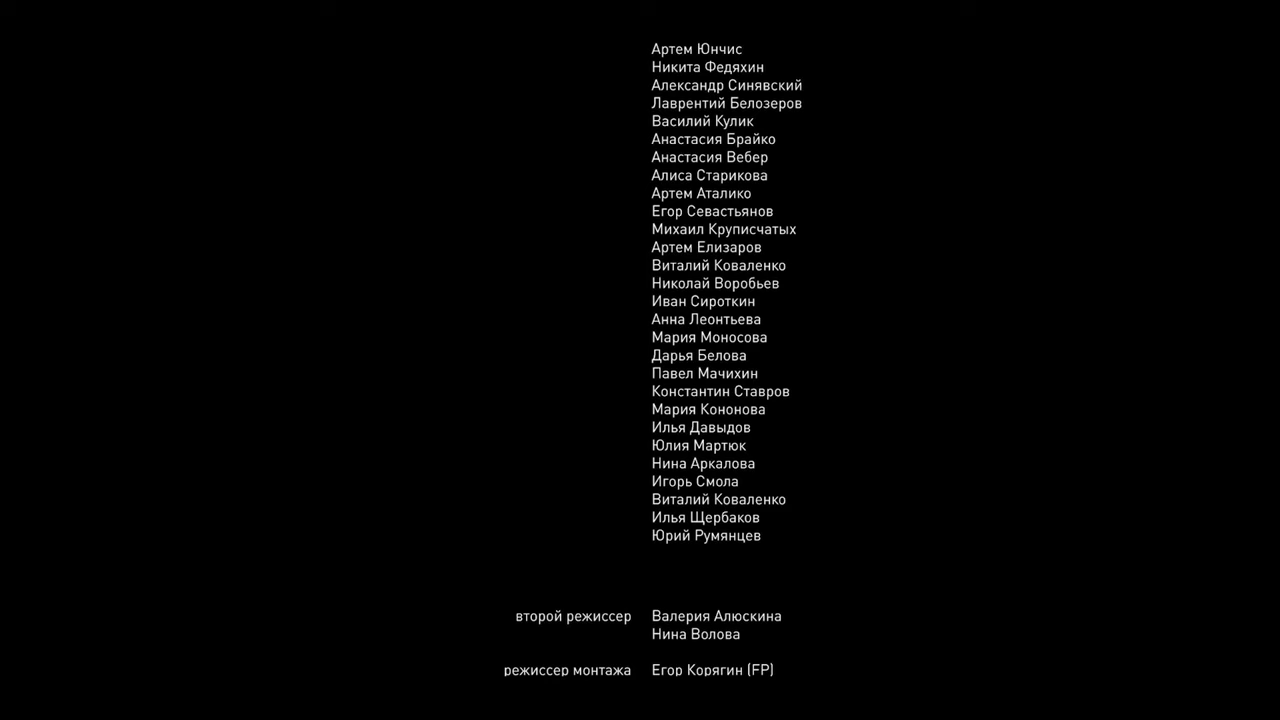 Артем Юнчис
Никита Федяхин
Александр Синявский
Лаврентий Белозеров
Василий Кулик
Анастасия Брайко
Анастасия Вебер
Алиса Старикова
Артем Аталико
Егор Севастьянов
Михаил Круписчатых
Артем Елизаров
Виталий Коваленко
Николай Воробьев
Иван Сироткин
Анна Леонтьева
Мария Моносова
Дарья Белова
Павел Мачихин
Константин Ставров
Мария Кононова
Илья Давыдов
Юлия Мартюк
Нина Аркалова
Игорь Смола
Виталий Коваленко
Илья Щербаков
Юрий Румянцев
второй режиссер Валерия Алюскина
Нина Волова
режиссер монтажа Егор Корягин (FP)